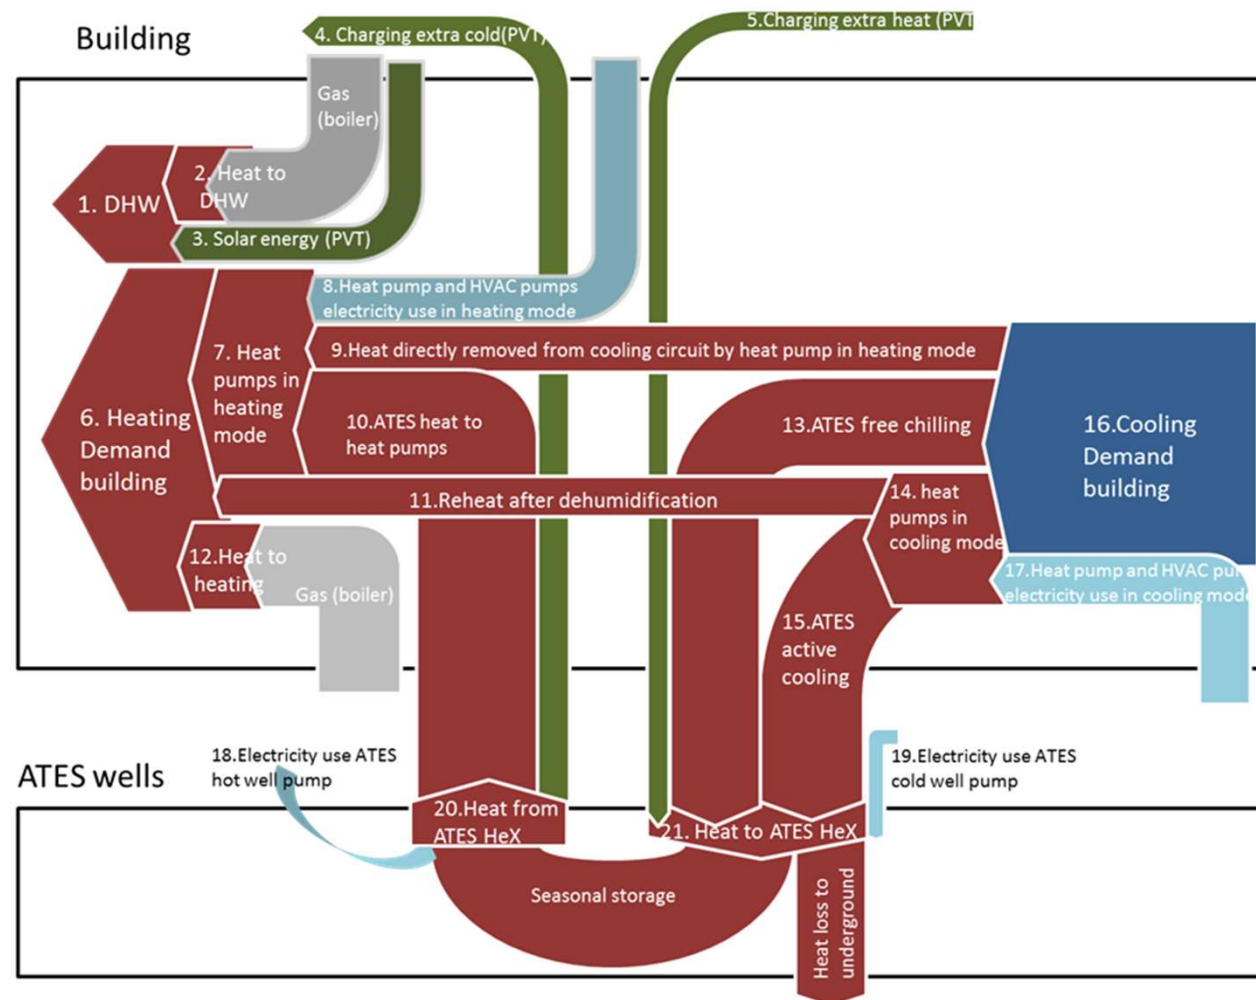 Building
4. Charging extra cold(PVT)
5.Charging extra heat (PVT
Gas
(boiler)
2. Heat to
DHW
1. DHW
3. Solar energy (PVT)
8.Heat pump and HVAC pumps
electricity use in heating mode
7. Heat
pumps in
heating
mode
9.Heat directly removed from cooling circuit by heat pump in heating mode
6. Heating
Demand
building
10.ATES heat to
heat pumps
13.ATES free chilling
16.Cooling
Demand
building
11.Reheat after dehumidification
14. heat
pumps in
cooling mode
12.Heat to
heating
Gas (boiler)
17.Heat pump and HVAC pum
electricity use in cooling mode
15.ATES
active
cooling
ATES wells
18.Electricity use ATES
hot well pump
19.Electricity use ATES
cold well pump
20.Heat from
ATES HeX
21. Heat to ATES HeX
Seasonal storage
Heat loss to
underground